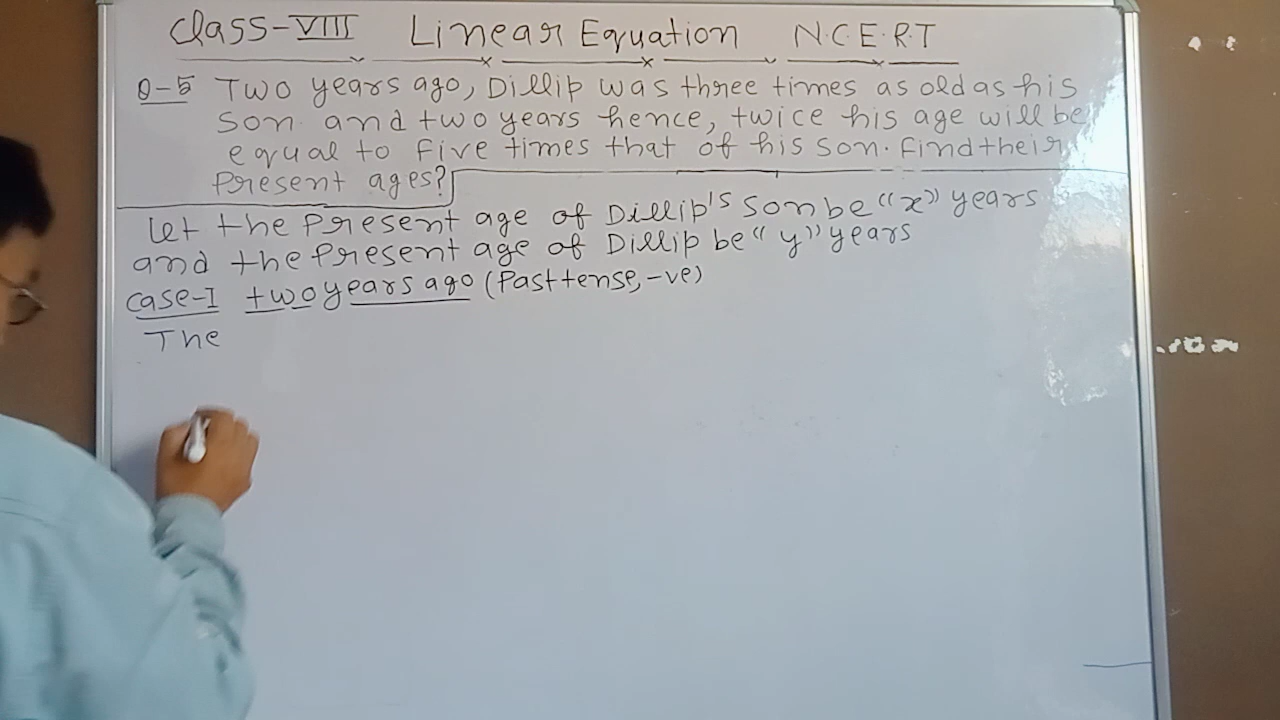 Class-VIII Linear Equation N.C.E.R.T
Q-5 Two years ago, Dillip was three times as old as his
son and two years hence, twice his age will be
equal to five times that of his son. Find their
Present ages?
Let the Present age of Dillip's son be "x" years
and the Present age of Dillip be "y" years
Case-I two years ago (Past tense, -ve)
The